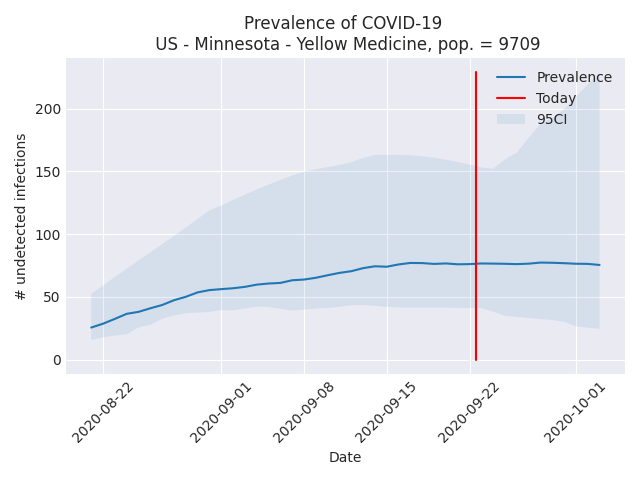 Prevalence of COVID-19
US - Minnesota - Yellow Medicine, pop. = 9709
Prevalence
Today
95CI
200
150
100
50
0
# undetected infections
2020-08-22
2020-09-01
2020-09-08
2020-09-15
2020-09-22
2020-10-01
Date